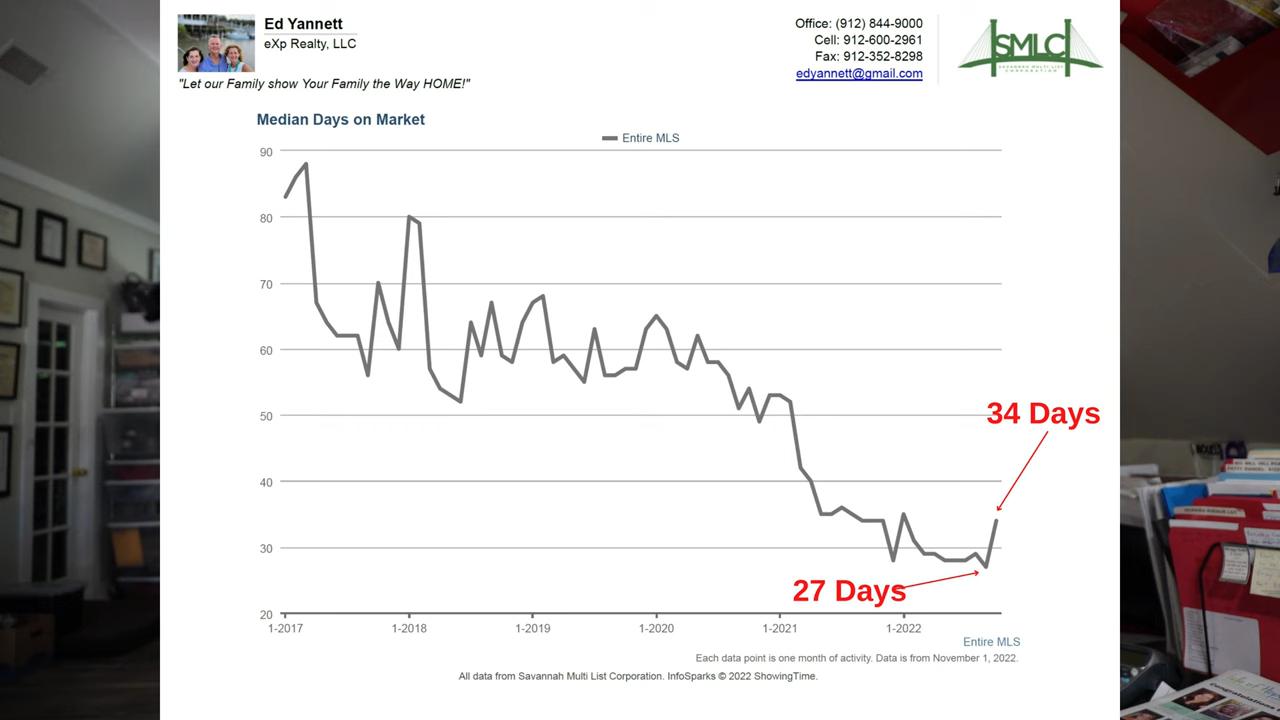 Ed Yannett
eXp Realty, LLC
"Let our Family show Your Family the Way HOME!"
Office: (912) 844-9000
Cell: 912-600-2961
Fax: 912-352-8298
edyannett@gmail.com
SMLC
SAVANNAH MULTI LIST
CORPORATION
Median Days on Market
Entire MLS
90
80
70
60
50
40
30
20
34 Days
27 Days
1-2017 1-2018 1-2019 1-2020 1-2021 1-2022
Entire MLS
Each data point is one month of activity. Data is from November 1, 2022.
All data from Savannah Multi List Corporation. InfoSparks © 2022 ShowingTime.